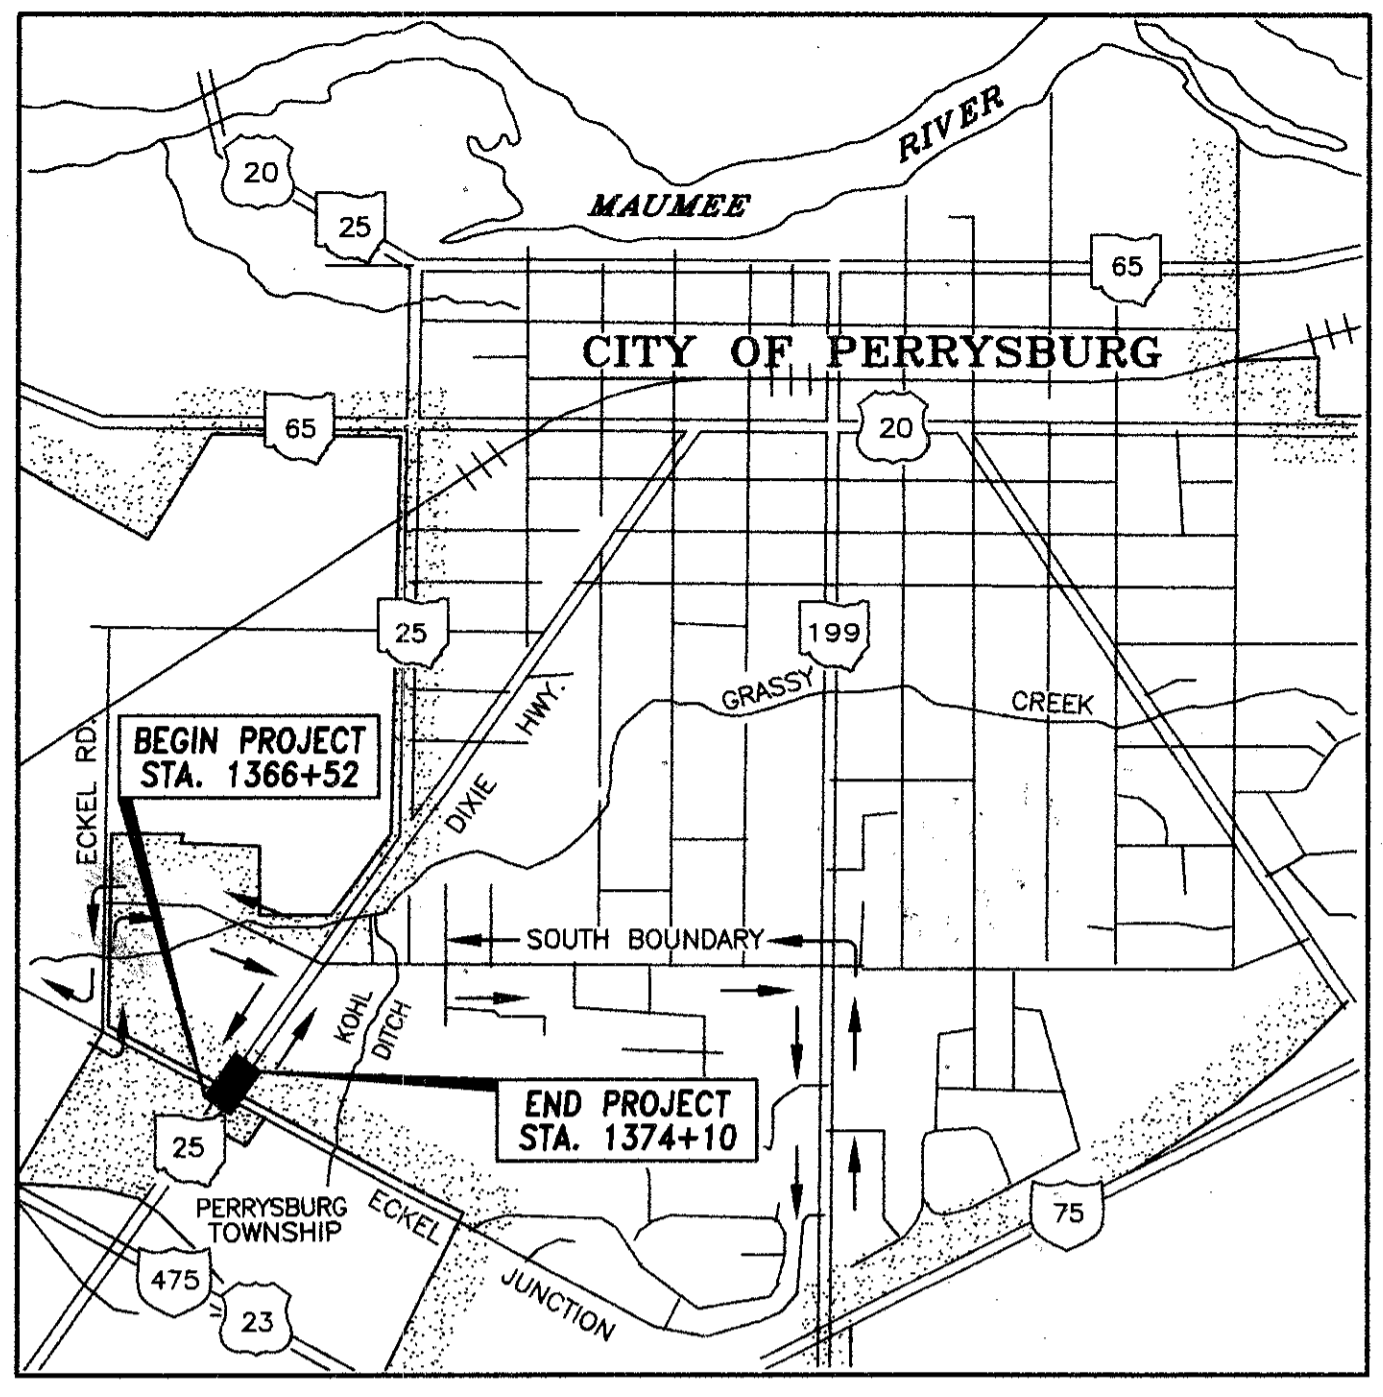 RIVER
20
MAUMEE
25
65
CITY OF PERRYSBURG
65
20
25
199
GRASSY
CREEK
HWY.
DIXIE
ECKEL RD.
BEGIN PROJECT
STA. 1366+52
SOUTH BOUNDARY
KOHL
DITCH
END PROJECT
STA. 1374+10
25
PERRYSBURG
TOWNSHIP
ECKEL
JUNCTION
75
475
23